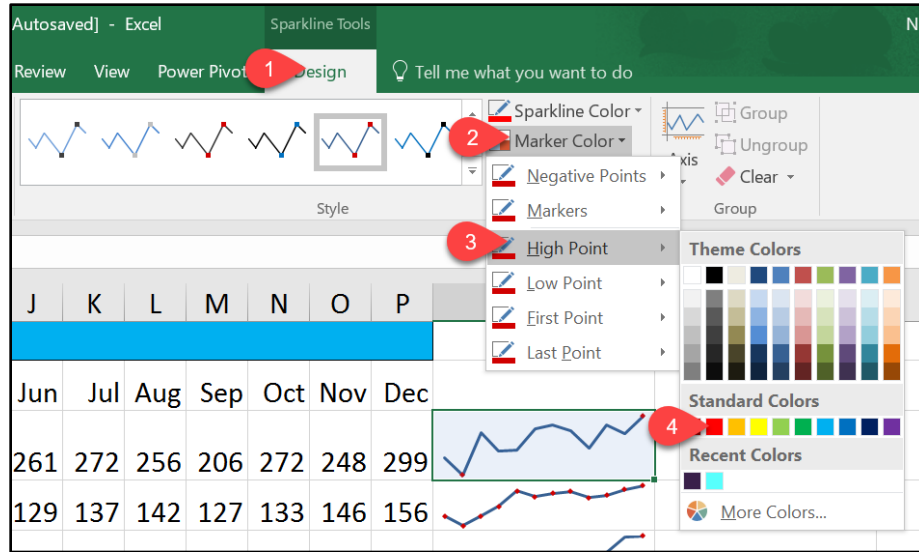 Autosaved] - Excel
Sparkline Tools
N
Review View Power Pivot 1 Design Tell me what you want to do
Sparkline Color
2 Marker Color
Group
Ungroup
Clear
Style
Group
Negative Points
Markers
3 High Point
Low Point
First Point
Last Point
Theme Colors
Standard Colors
4
Recent Colors
More Colors...
J K L M N O P
Jun Jul Aug Sep Oct Nov Dec
261 272 256 206 272 248 299
129 137 142 127 133 146 156